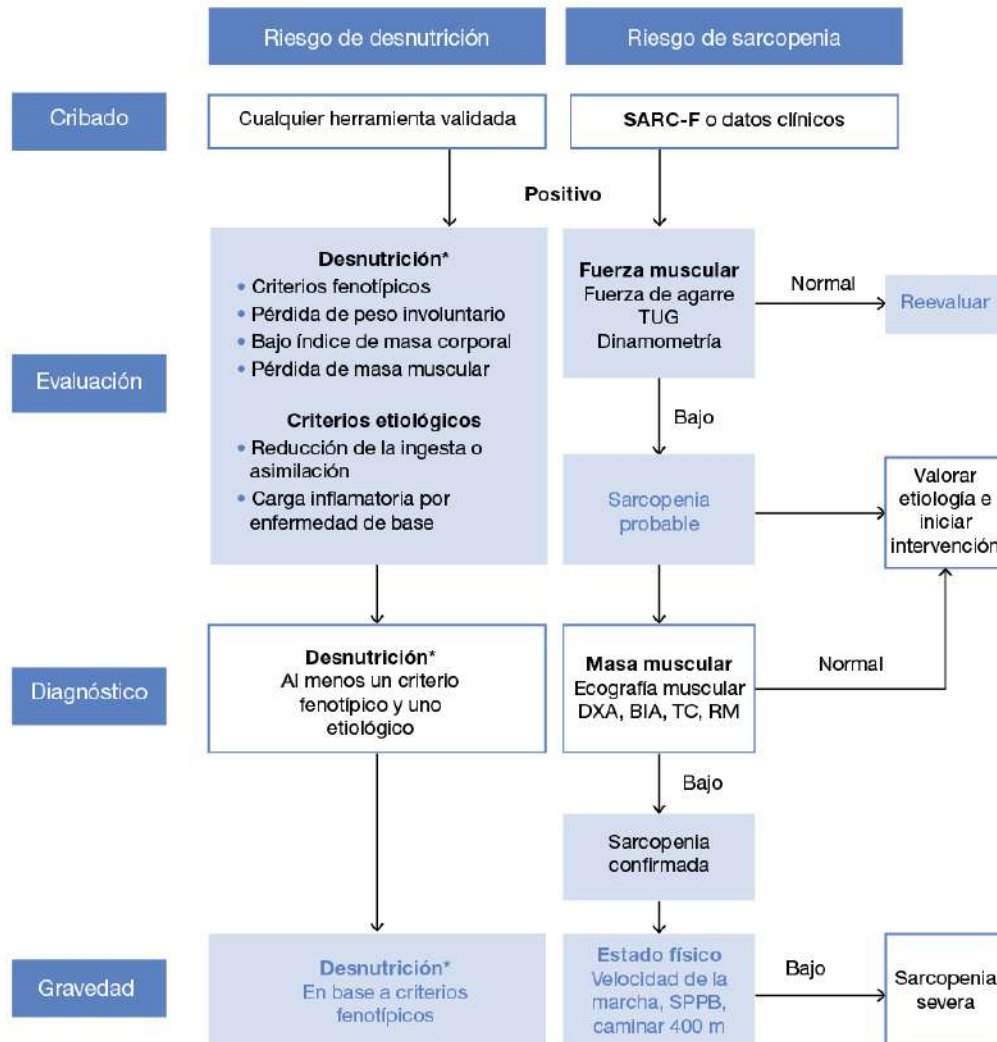 Riesgo de desnutrición
Riesgo de sarcopenia
Cribado
Cualquier herramienta validada
SARC-F o datos clínicos
Positivo
Evaluación
Desnutrición*
• Criterios fenotípicos
• Pérdida de peso involuntario
• Bajo índice de masa corporal
• Pérdida de masa muscular
Criterios etiológicos
• Reducción de la ingesta o
asimilación
• Carga inflamatoria por
enfermedad de base
Fuerza muscular
Fuerza de agarre
TUG
Dinamometría
Normal
Reevaluar
Bajo
Sarcopenia
probable
Valorar
etiología e
iniciar
intervención
Diagnóstico
Desnutrición*
Al menos un criterio
fenotípico y uno
etiológico
Masa muscular
Ecografía muscular
DXA, BIA, TC, RM
Normal
Bajo
Sarcopenia
confirmada
Gravedad
Desnutrición*
En base a criterios
fenotípicos
Estado físico
Velocidad de la
marcha, SPPB,
caminar 400 m
Bajo
Sarcopenia
severa